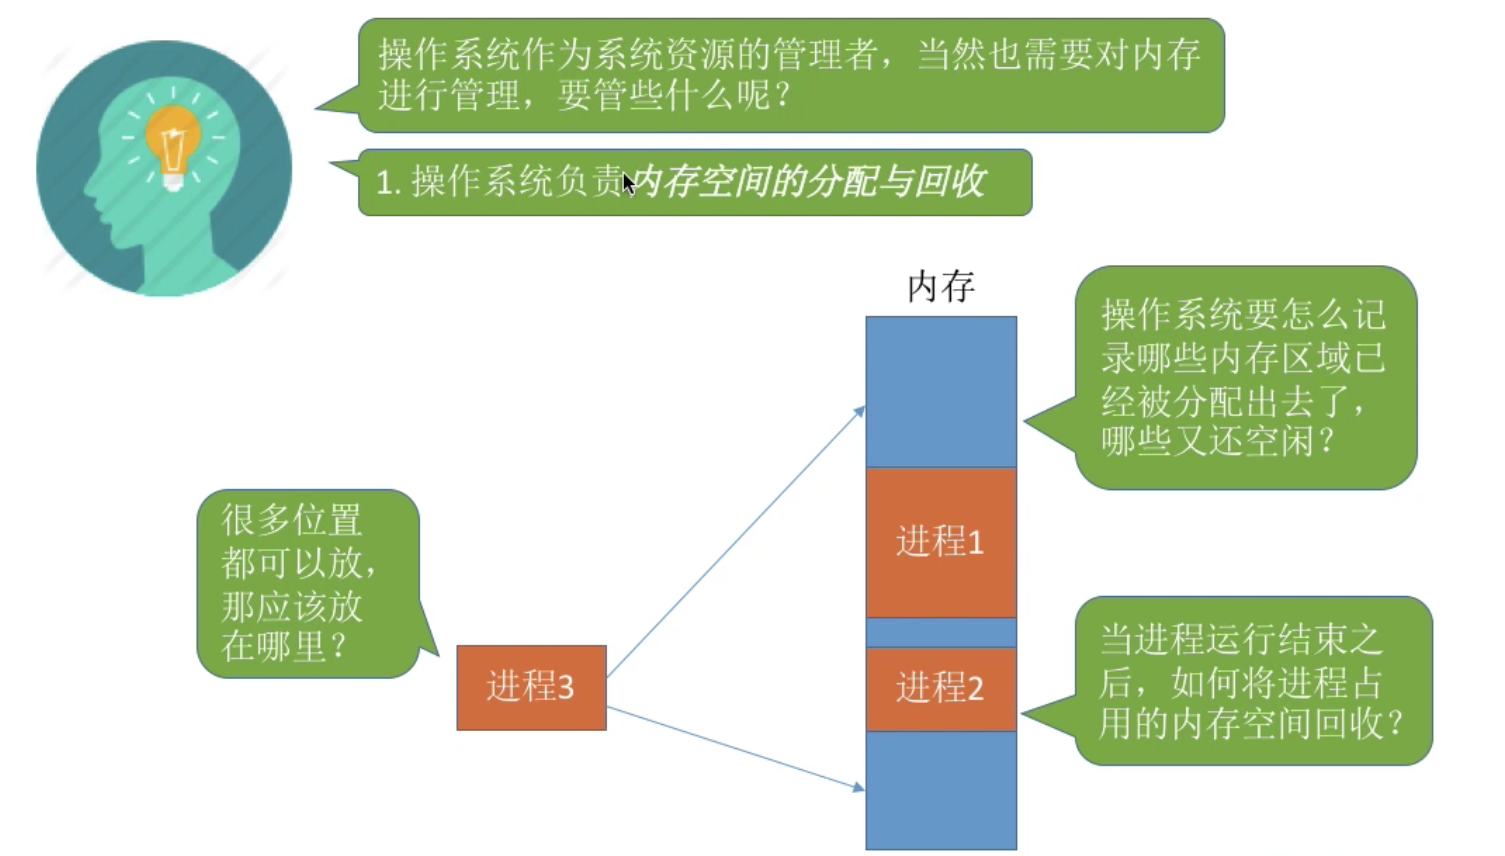 操作系统作为系统资源的管理者，当然也需要对内存
进行管理，要管些什么呢？
1. 操作系统负责内存空间的分配与回收
内存
操作系统要怎么记
录哪些内存区域已
经被分配出去了，
哪些又还空闲？
很多位置
都可以放，
那应该放
在哪里？
进程1
进程3
进程2
当进程运行结束之
后，如何将进程占
用的内存空间回收？